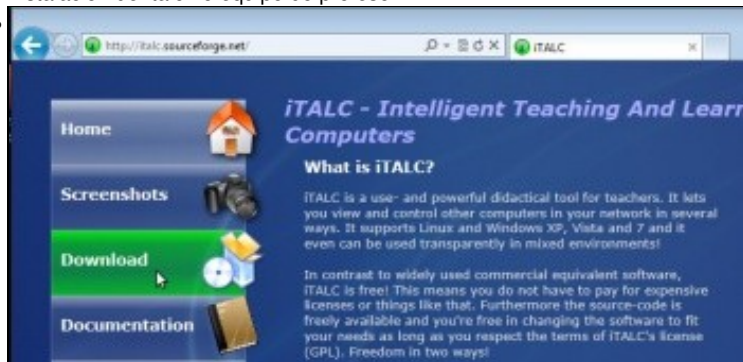 http://italc.sourceforge.net/
iTALC
Home
Screenshots
Download
Documentation
iTALC - Intelligent Teaching And Learn
Computers
What is iTALC?
iTALC is a use- and powerful didactical tool for teachers. It lets
you view and control other computers in your network in several
ways. It supports Linux and Windows XP, Vista and 7 and it
even can be used transparently in mixed environments!
In contrast to widely used commercial equivalent software,
iTALC is free! This means you do not have to pay for expensive
licenses or things like that. Furthermore the source-code is
freely available and you're free in changing the software to fit
your needs as long as you respect the terms of iTALC's license
(GPL). Freedom in two ways!